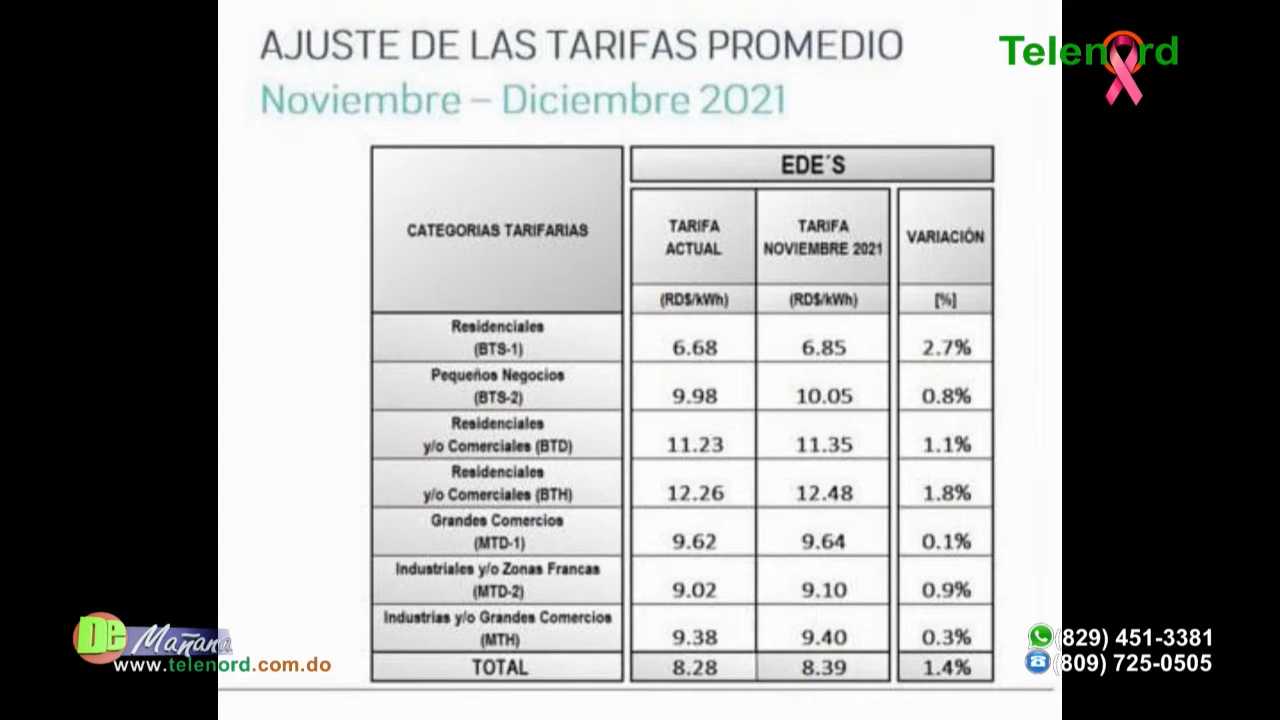 AJUSTE DE LAS TARIFAS PROMEDIO
Noviembre – Diciembre 2021
Telenord
CATEGORIAS TARIFARIAS
EDE´S
TARIFA ACTUAL
TARIFA NOVIEMBRE 2021
VARIACIÓN
(RD$/kWh) (RD$/kWh) [%]
Residenciales
(BTS-1) 6.68 6.85 2.7%
Pequeños Negocios
(BTS-2) 9.98 10.05 0.8%
Residenciales
y/o Comerciales (BTD) 11.23 11.35 1.1%
Residenciales
y/o Comerciales (BTH) 12.26 12.48 1.8%
Grandes Comercios
(MTD-1) 9.62 9.64 0.1%
Industriales y/o Zonas Francas
(MTD-2) 9.02 9.10 0.9%
Industrias y/o Grandes Comercios
(MTH) 9.38 9.40 0.3%
TOTAL 8.28 8.39 1.4%
De Mañana
www.telenord.com.do
(829) 451-3381
(809) 725-0505